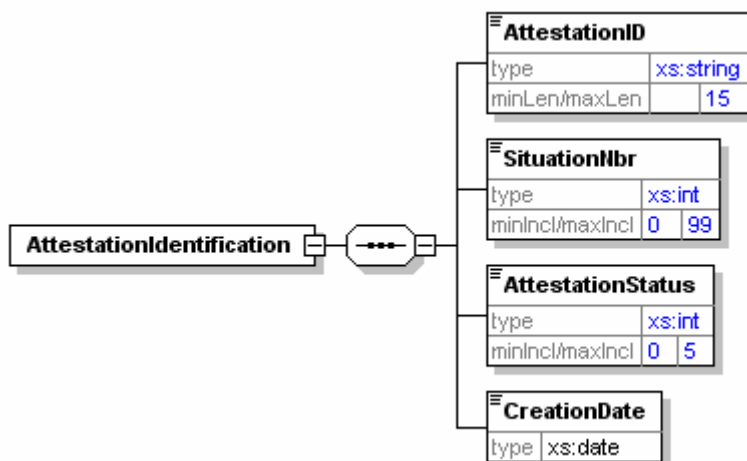 AttestationID
type xs:string
minLen/maxLen 15
SituationNbr
type xs:int
minIncl/maxIncl 0 99
AttestationIdentification
AttestationStatus
type xs:int
minIncl/maxIncl 0 5
CreationDate
type xs:date